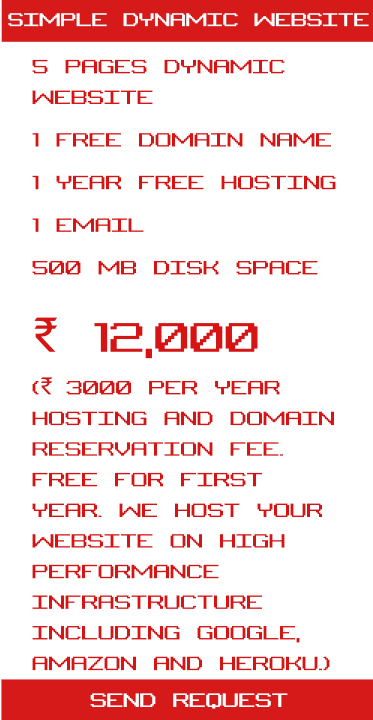 SIMPLE DYNAMIC WEBSITE
5 PAGES DYNAMIC
WEBSITE
1 FREE DOMAIN NAME
1 YEAR FREE HOSTING
1 EMAIL
500 MB DISK SPACE
₹ 12,000
(₹ 3000 PER YEAR
HOSTING AND DOMAIN
RESERVATION FEE.
FREE FOR FIRST
YEAR. WE HOST YOUR
WEBSITE ON HIGH
PERFORMANCE
INFRASTRUCTURE
INCLUDING GOOGLE,
AMAZON AND HEROKU.)
SEND REQUEST